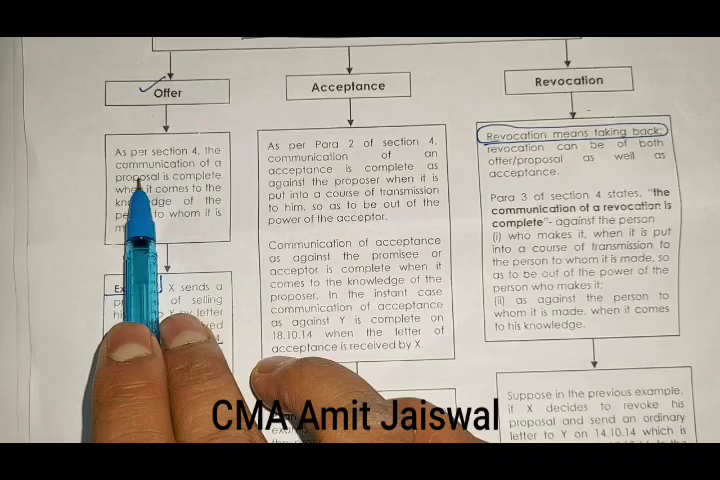 Offer
Acceptance
Revocation
As per section 4, the
communication of a
proposal is complete
when it comes to the
knowledge of the
to whom it is
X sends a
of selling
by letter
As per Para 2 of section 4,
communication of an
acceptance is complete as
against the proposer when it is
put into a course of transmission
to him, so as to be out of the
power of the acceptor.
Communication of acceptance
as against the promisee or
acceptor is complete when it
comes to the knowledge of the
proposer. In the instant case
communication of acceptance
as against Y is complete on
18.10.14 when the letter of
acceptance is received by X.
Revocation means taking back;
revocation can be of both
offer/proposal as well as
acceptance.
Para 3 of section 4 states, "the
communication of a revocation is
complete"- against the person
(i) who makes it, when it is put
into a course of transmission to
the person to whom it is made, so
as to be out of the power of the
person who makes it;
(ii) as against the person to
whom it is made, when it comes
to his knowledge.
Suppose in the previous example,
if X decides to revoke his
proposal and send an ordinary
letter to Y on 14.10.14 which is
CMA Amit Jaiswal